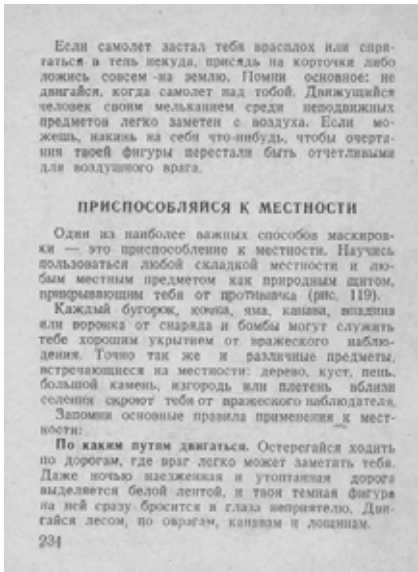 Если самолет застал тебя врасплох или спря-
таться в тень некуда, присядь на корточки либо
ложись совсем на землю. Помни основное: не
двигайся, когда самолет над тобой. Движущийся
человек своим мельканием среди неподвижных
предметов легко заметен с воздуха. Если мо-
жешь, накинь на себя что-нибудь, чтобы очерта-
ния твоей фигуры перестали быть отчетливыми
для воздушного врага.
ПРИСПОСОБЛЯЙСЯ К МЕСТНОСТИ
Один из наиболее важных способов маскиров-
ки — это приспособление к местности. Научись
пользоваться любой складкой местности и лю-
бым местным предметом как природным щитом,
прикрывающим тебя от противника (рис. 119).
Каждый бугорок, кочка, яма, канава, впадина
или воронка от снаряда и бомбы могут служить
тебе хорошим укрытием от вражеского наблю-
дения. Точно так же и различные предметы,
встречающиеся на местности: дерево, куст, пень,
большой камень, изгородь или плетень вблизи
селения скроют тебя от вражеского наблюдателя.
Запомни основные правила применения к мест-
ности:
По каким путям двигаться. Остерегайся ходить
по дорогам, где враг легко может заметить тебя.
Даже ночью наезженная и утоптанная дорога
выделяется белой лентой, и твоя темная фигура
на ней сразу бросится в глаза неприятелю. Дви-
гайся лесом, по оврагам, канавам и лощинам.
234